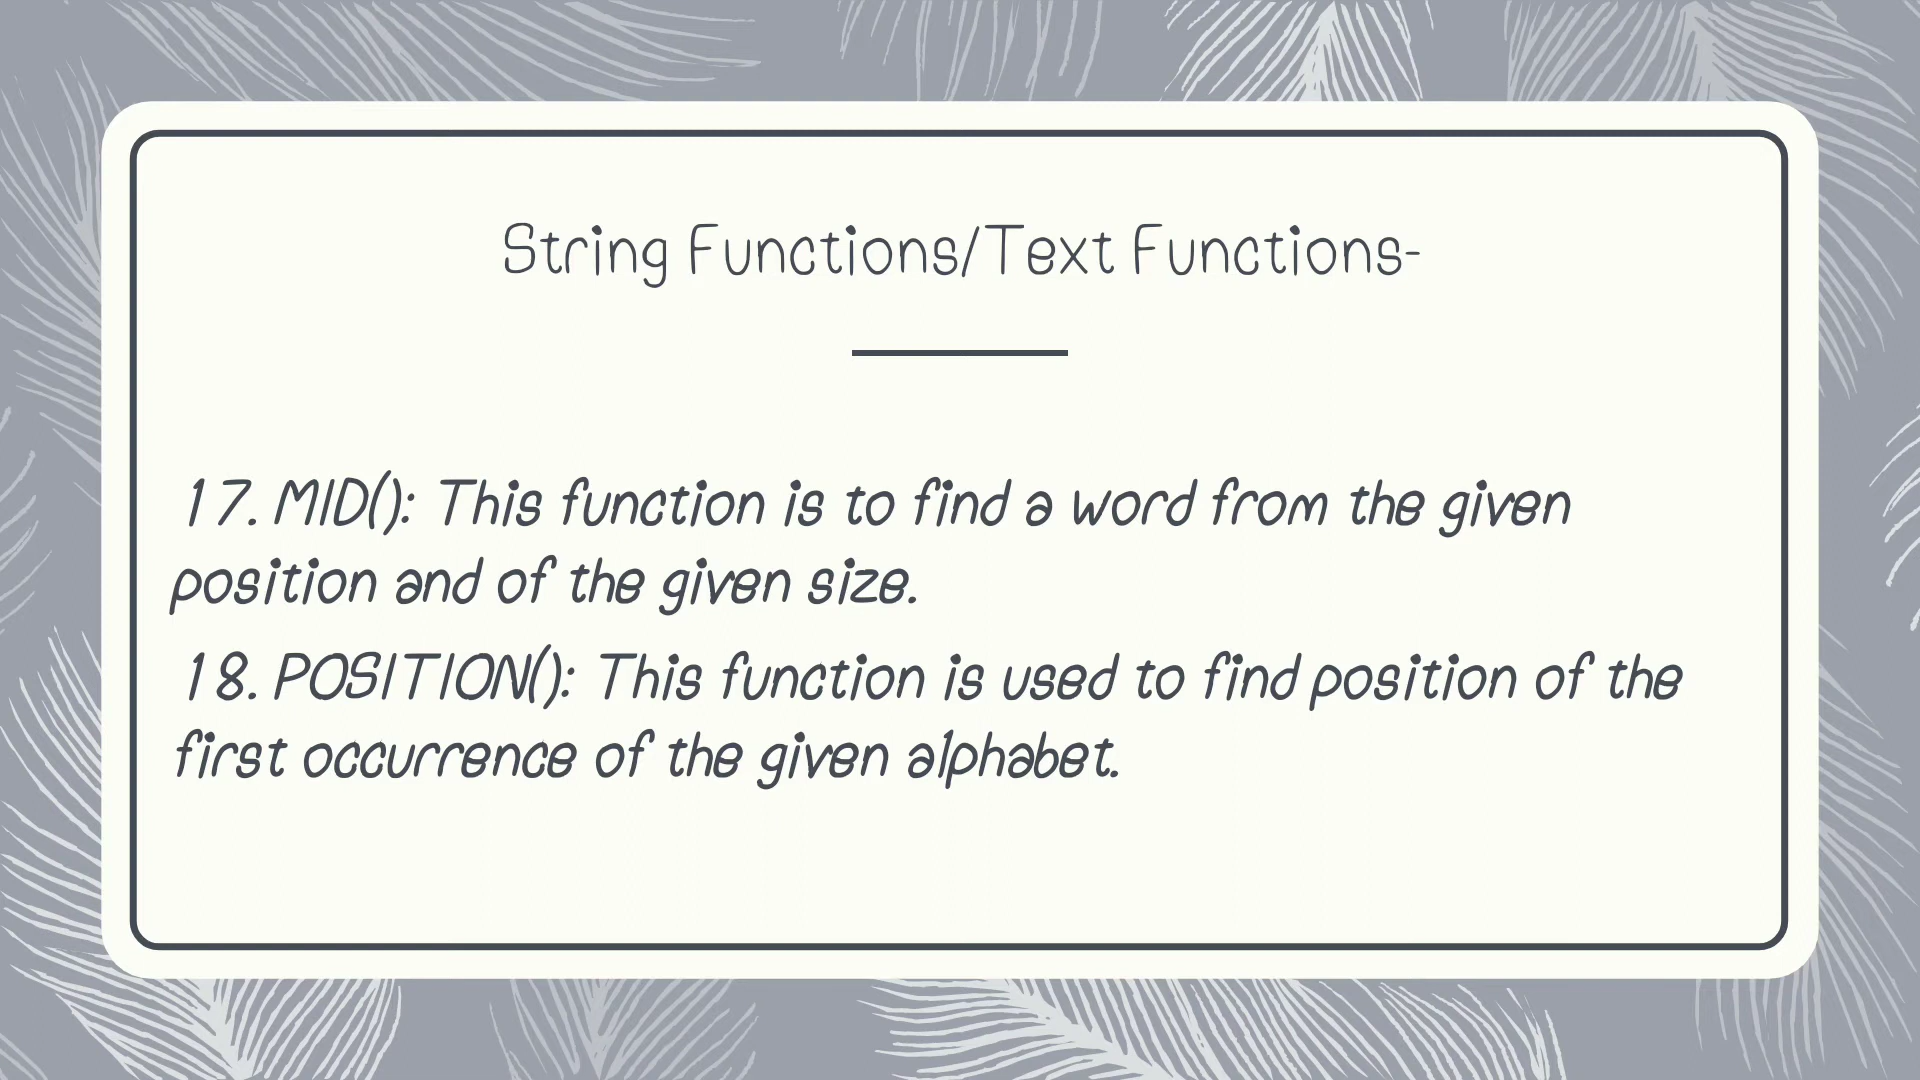 String Functions/Text Functions-
17. MID(): This function is to find a word from the given
position and of the given size.
18. POSITION(): This function is used to find position of the
first occurrence of the given alphabet.